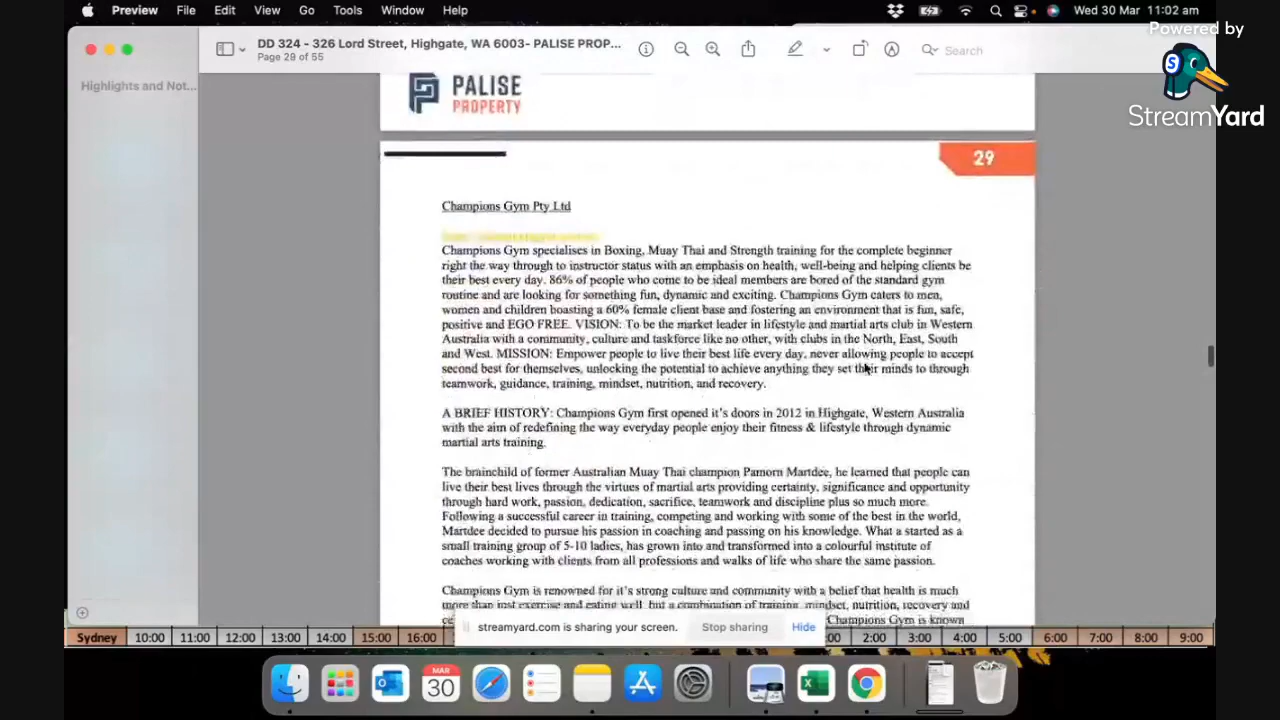 Preview File Edit View Go Tools Window Help Wed 30 Mar 11:02 am
Powered by
StreamYard
DD 324 - 326 Lord Street, Highgate, WA 6003- PALISE PROP...
Page 29 of 55
Search
Highlights and Not...
PALISE
PROPERTY
29
Champions Gym Pty Ltd
Champions Gym specialises in Boxing, Muay Thai and Strength training for the complete beginner
right the way through to instructor status with an emphasis on health, well-being and helping clients be
their best every day. 86% of people who come to be ideal members are bored of the standard gym
routine and are looking for something fun, dynamic and exciting. Champions Gym caters to men,
women and children boasting a 60% female client base and fostering an environment that is fun, safe,
positive and EGO FREE. VISION: To be the market leader in lifestyle and martial arts club in Western
Australia with a community, culture and taskforce like no other, with clubs in the North, East, South
and West. MISSION: Empower people to live their best life every day, never allowing people to accept
second best for themselves, unlocking the potential to achieve anything they set their minds to through
teamwork, guidance, training, mindset, nutrition, and recovery.
A BRIEF HISTORY: Champions Gym first opened it's doors in 2012 in Highgate, Western Australia
with the aim of redefining the way everyday people enjoy their fitness & lifestyle through dynamic
martial arts training.
The brainchild of former Australian Muay Thai champion Pamorn Martdee, he learned that people can
live their best lives through the virtues of martial arts providing certainty, significance and opportunity
through hard work, passion, dedication, sacrifice, teamwork and discipline plus so much more.
Following a successful career in training, competing and working with some of the best in the world,
Martdee decided to pursue his passion in coaching and passing on his knowledge. What a started as a
small training group of 5-10 ladies, has grown into and transformed into a colourful institute of
coaches working with clients from all professions and walks of life who share the same passion.
Champions Gym is renowned for it's strong culture and community with a belief that health is much
more than just exercise and eating well, but a combination of training, mindset, nutrition, recovery and
Champions Gym is known
streamyard.com is sharing your screen. Stop sharing Hide
Sydney 10:00 11:00 12:00 13:00 14:00 15:00 16:00 2:00 3:00 4:00 5:00 6:00 7:00 8:00 9:00
MAR
30